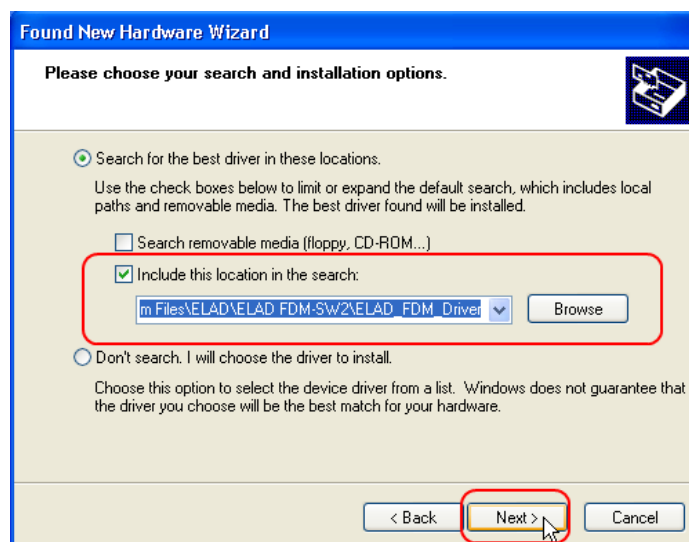 Found New Hardware Wizard
Please choose your search and installation options.
Search for the best driver in these locations.
Use the check boxes below to limit or expand the default search, which includes local
paths and removable media. The best driver found will be installed.
Search removable media (floppy, CD-ROM...)
Include this location in the search:
m Files\ELAD\ELAD FDM-SW2\ELAD_FDM_Driver
Browse
Don't search. I will choose the driver to install.
Choose this option to select the device driver from a list. Windows does not guarantee that
the driver you choose will be the best match for your hardware.
< Back
Next >
Cancel